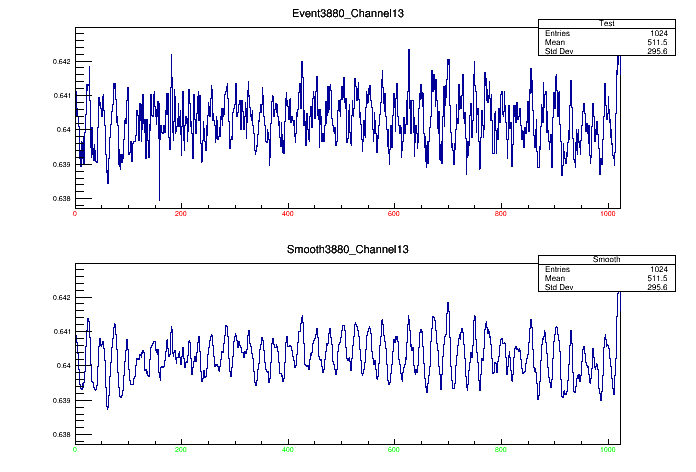 Event3880_Channel13
Test
Entries 1024
Mean 511.5
Std Dev 295.6
0.642
0.641
0.64
0.639
0.638
0 200 400 600 800 1000
Smooth3880_Channel13
Smooth
Entries 1024
Mean 511.5
Std Dev 295.6
0.642
0.641
0.64
0.639
0.638
0 200 400 600 800 1000